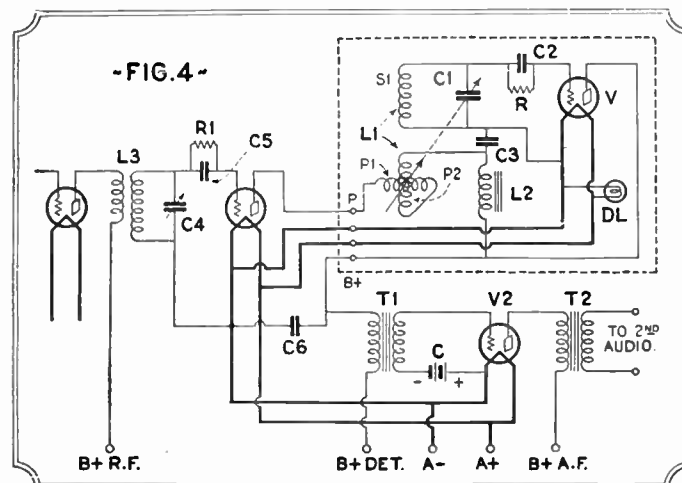 -FIG.4-
S1
C1
C2
R
V
L1
C3
P1
P2
L2
DL
R1
C5
L3
C4
P
B+
C6
T1
V2
T2
C
- +
TO 2ND
AUDIO.
B+ R.F.
B+ DET.
A-
A+
B+ A.F.